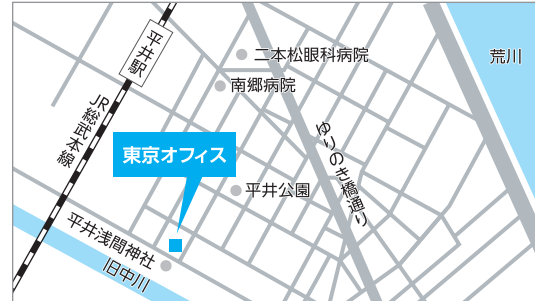 二本松眼科病院
荒川
平井駅
南郷病院
JR総武本線
ゆりのき橋通り
東京オフィス
平井公園
平井浅間神社
旧中川